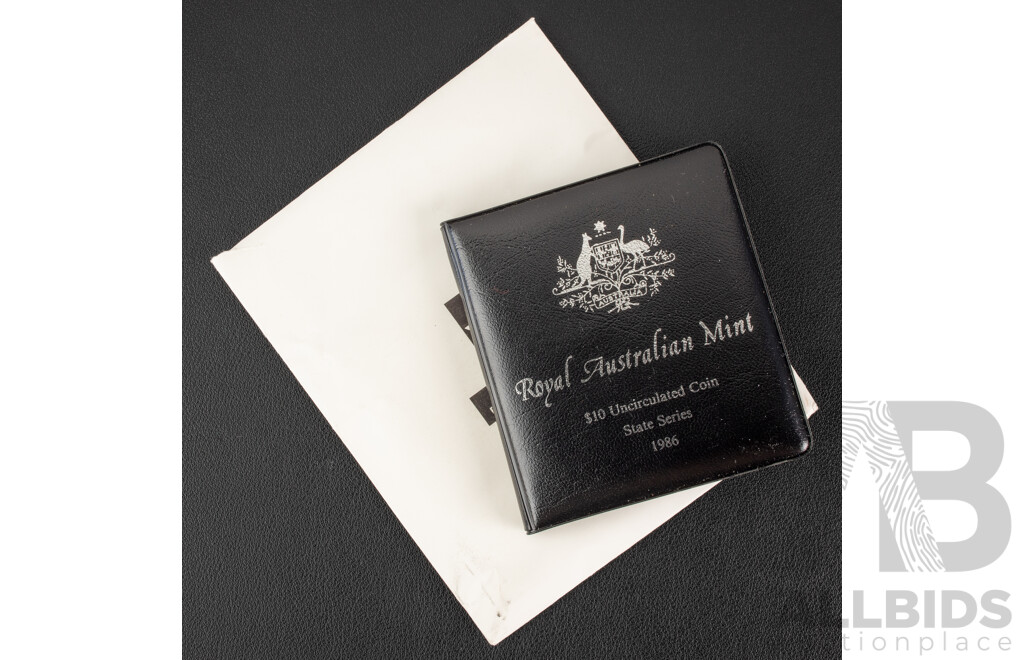 AUSTRALIA
Royal Australian Mint
$10 Uncirculated Coin
State Series
1986
B
ALLBIDS
auctionplace